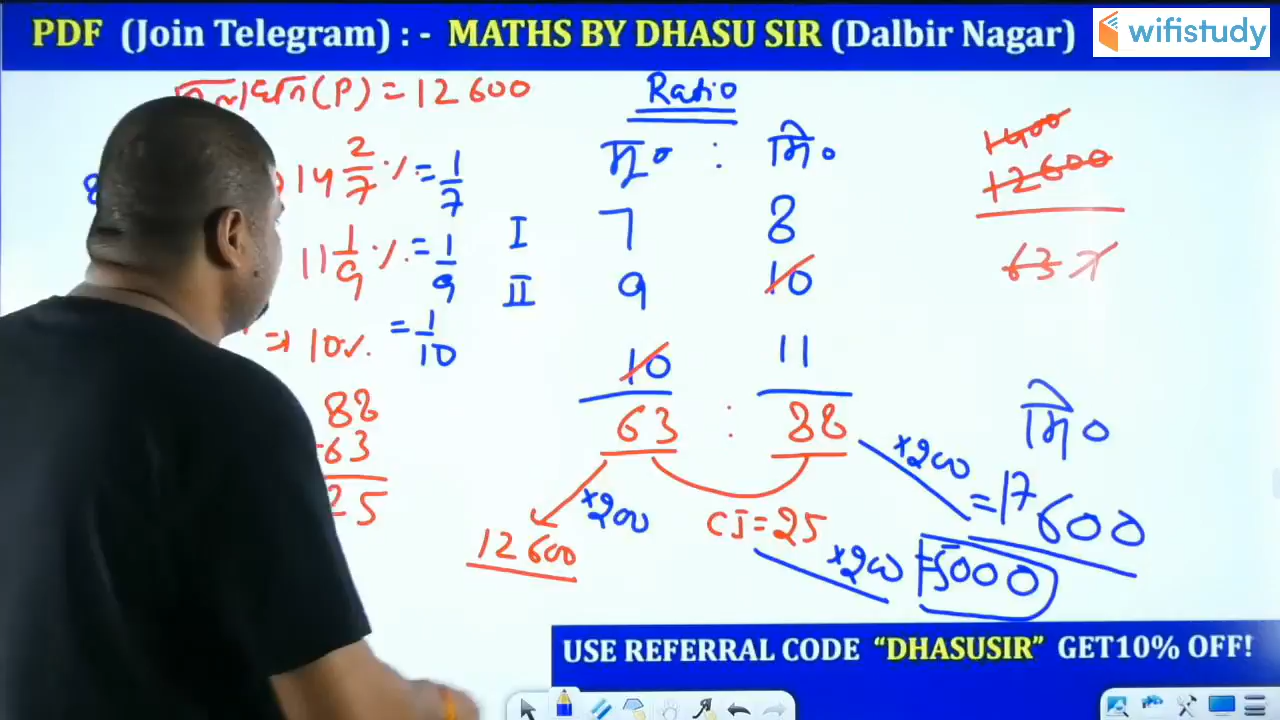 PDF (Join Telegram) : - MATHS BY DHASU SIR (Dalbir Nagar)
wifistudy
मूलधन (P) = 12600
14 2/7 % = 1/7
11 1/9 % = 1/9
⇒ 10% = 1/10
88
-63
25
Ratio
मू० : मि०
I 7 8
II 9 10
10 11
63 : 88
×200
12600
CI = 25
×200
=5000
×200
मि०
=17600
1400
12600
63 x
USE REFERRAL CODE “DHASUSIR” GET10% OFF!